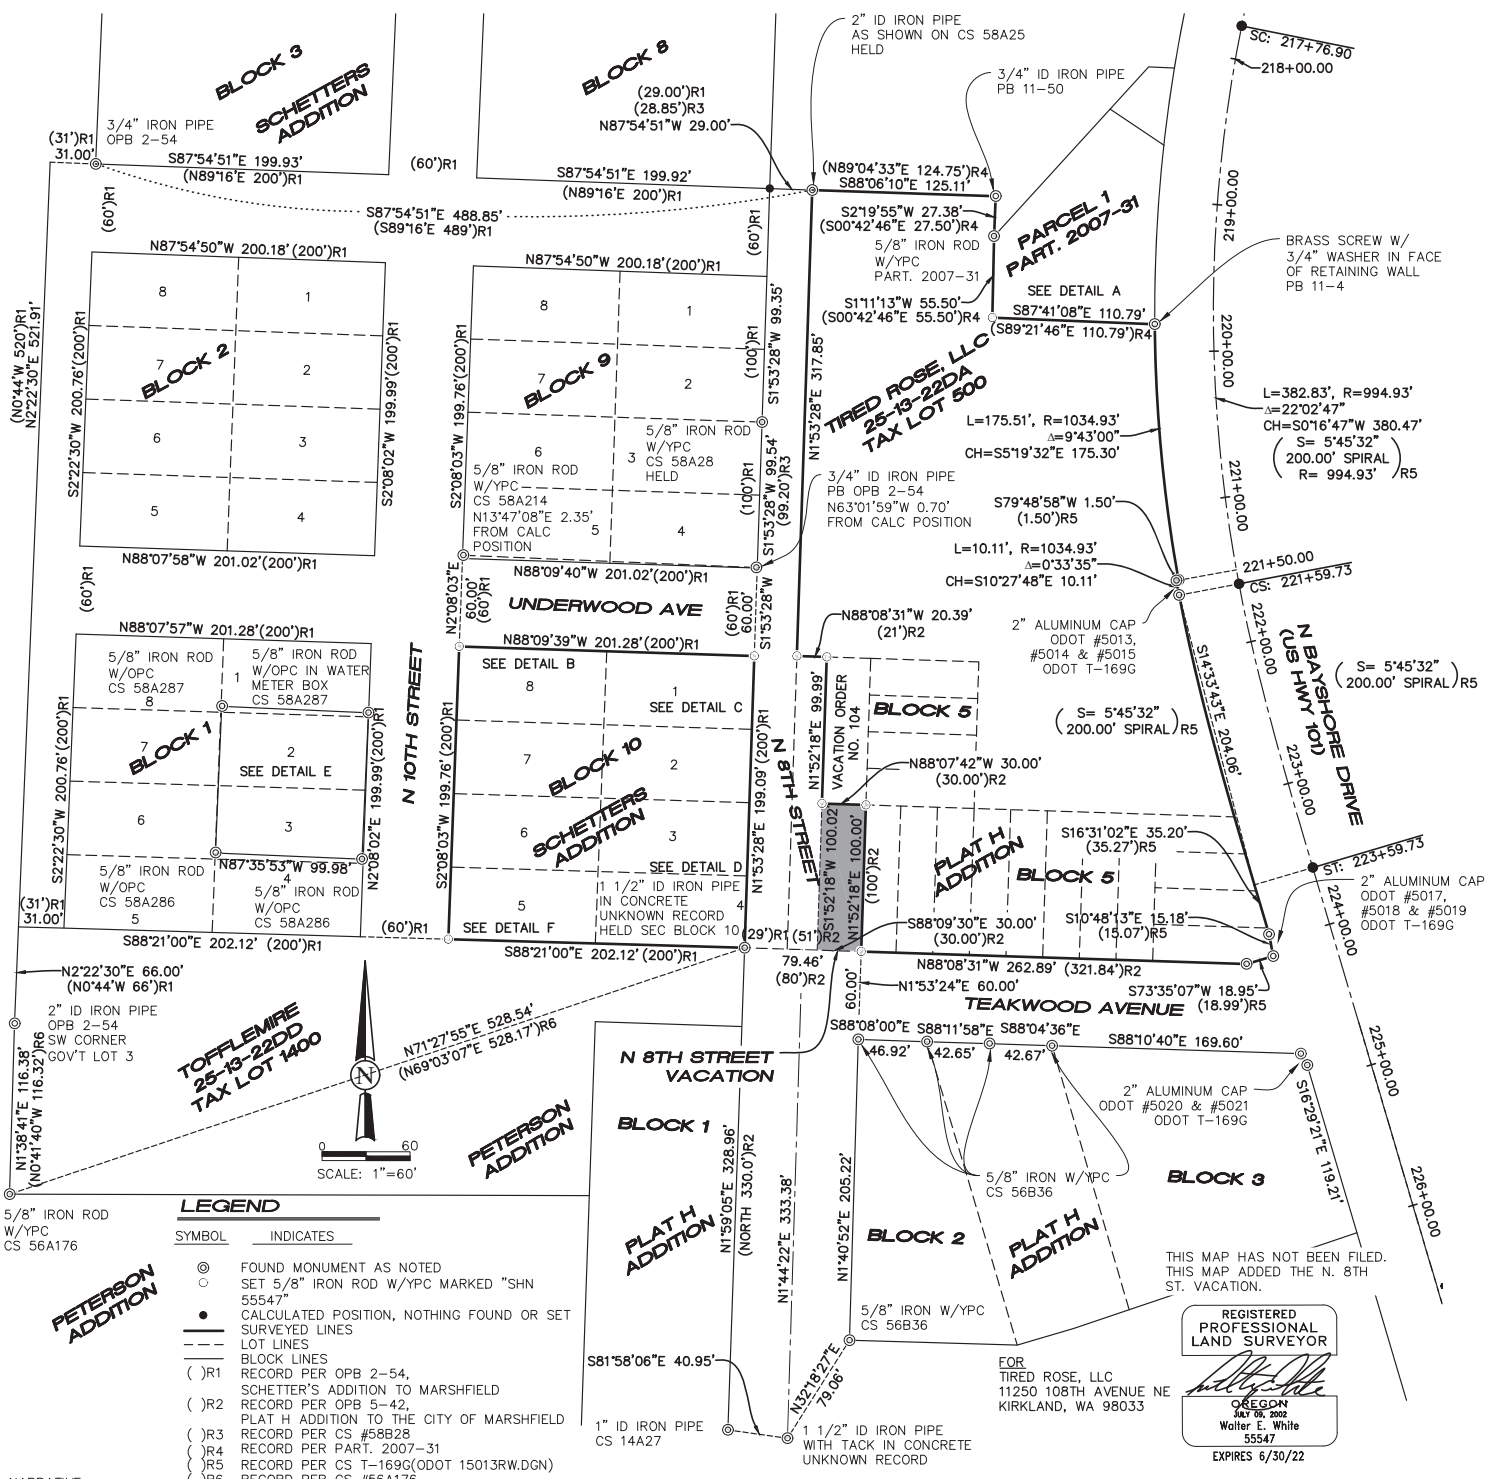 BLOCK 3
SCHETTERS
ADDITION
BLOCK 8
2" ID IRON PIPE
AS SHOWN ON CS 58A25
HELD
SC: 217+76.90
218+00.00
3/4" ID IRON PIPE
PB 11-50
(29.00')R1
(28.85')R3
N87°54'51"W 29.00'
3/4" IRON PIPE
OPB 2-54
(31')R1
31.00'
S87°54'51"E 199.93'
(N89°16'E 200')R1
(60')R1
S87°54'51"E 199.92'
(N89°16'E 200')R1
(N89°04'33"E 124.75')R4
S88°06'10"E 125.11'
(60')R1
S87°54'51"E 488.85'
(S89°16'E 489')R1
(60')R1
S2°19'55"W 27.38'
(S00°42'46"E 27.50')R4
5/8" IRON ROD
W/YPC
PART. 2007-31
S1°11'13"W 55.50'
(S00°42'46"E 55.50')R4
PARCEL 1
PART. 2007-31
SEE DETAIL A
S87°41'08"E 110.79'
(S89°21'46"E 110.79')R4
219+00.00
BRASS SCREW W/
3/4" WASHER IN FACE
OF RETAINING WALL
PB 11-4
220+00.00
N87°54'50"W 200.18'(200')R1
8
1
7
2
BLOCK 2
6
3
5
4
(N0°44'W 520')R1
N2°22'30"E 521.91'
S2°22'30"W 200.76'(200')R1
S2°08'02"W 199.99'(200')R1
N88°07'58"W 201.02'(200')R1
(60')R1
N87°54'50"W 200.18'(200')R1
8
1
7
2
BLOCK 9
6
3
5
4
S2°08'03"W 199.76'(200')R1
5/8" IRON ROD
W/YPC
CS 58A28
HELD
5/8" IRON ROD
W/YPC
CS 58A214
N13°47'08"E 2.35'
FROM CALC
POSITION
(100')R1
S1°53'28"W 99.35'
(100')R1
S1°53'28"W 99.54'
(99.20')R3
N1°53'28"E 317.85'
TIRED ROSE, LLC
25-13-22DA
TAX LOT 500
L=175.51', R=1034.93'
Δ=9°43'00"
CH=S5°19'32"E 175.30'
L=382.83', R=994.93'
Δ=22°02'47"
CH=S0°16'47"W 380.47'
( S= 5°45'32"
200.00' SPIRAL
R= 994.93' )R5
221+00.00
3/4" ID IRON PIPE
PB OPB 2-54
N63°01'59"W 0.70'
FROM CALC POSITION
S79°48'58"W 1.50'
(1.50')R5
L=10.11', R=1034.93'
Δ=0°33'35"
CH=S10°27'48"E 10.11'
221+50.00
CS: 221+59.73
N88°09'40"W 201.02'(200')R1
N2°08'03"E
60.00'
(60')R1
UNDERWOOD AVE
(60')R1
60.00'
S1°53'28"W
N88°08'31"W 20.39'
(21')R2
2" ALUMINUM CAP
ODOT #5013,
#5014 & #5015
ODOT T-169G
222+00.00
N BAYSHORE DRIVE
(US HWY 101)
( S= 5°45'32"
200.00' SPIRAL )R5
S14°33'43"E 204.06'
( S= 5°45'32"
200.00' SPIRAL )R5
223+00.00
N88°07'57"W 201.28'(200')R1
5/8" IRON ROD
W/OPC
CS 58A287
8
1
5/8" IRON ROD
W/OPC IN WATER
METER BOX
CS 58A287
7
BLOCK 1
2
SEE DETAIL E
6
3
N87°35'53"W 99.98'
4
5/8" IRON ROD
W/OPC
CS 58A286
5
5/8" IRON ROD
W/OPC
CS 58A286
S2°22'30"W 200.76'(200')R1
N2°08'02"E 199.99'(200')R1
(31')R1
31.00'
S88°21'00"E 202.12' (200')R1
(60')R1
N 10TH STREET
N88°09'39"W 201.28'(200')R1
SEE DETAIL B
8
1
SEE DETAIL C
7
BLOCK 10
2
6
SCHETTERS
ADDITION
3
SEE DETAIL D
5
4
1 1/2" ID IRON PIPE
IN CONCRETE
UNKNOWN RECORD
HELD SEC BLOCK 10
SEE DETAIL F
S2°08'03"W 199.76'(200')R1
N1°53'28"E 199.09'(200')R1
S88°21'00"E 202.12'(200')R1
N 8TH STREET
N1°52'18"E 99.99'
VACATION ORDER
NO. 104
BLOCK 5
N88°07'42"W 30.00'
(30.00')R2
S1°52'18"W 100.02'
N1°52'18"E 100.00'
(100')R2
PLAT H
ADDITION
BLOCK 5
S16°31'02"E 35.20'
(35.27')R5
ST: 223+59.73
2" ALUMINUM CAP
ODOT #5017,
#5018 & #5019
ODOT T-169G
224+00.00
S88°09'30"E 30.00'
(30.00')R2
S10°48'13"E 15.18'
(15.07')R5
(29')R1
(51')R2
79.46'
(80')R2
N88°08'31"W 262.89' (321.84')R2
S73°35'07"W 18.95'
(18.99')R5
N1°53'24"E 60.00'
60.00'
TEAKWOOD AVENUE
N2°22'30"E 66.00'
(N0°44'W 66')R1
2" ID IRON PIPE
OPB 2-54
SW CORNER
GOV'T LOT 3
TOFFLEMIRE
25-13-22DD
TAX LOT 1400
N71°27'55"E 528.54'
(N69°03'07"E 528.17')R6
N
0 60
SCALE: 1"=60'
N1°38'41"E 116.38'
(N0°41'40"W 116.32')R6
5/8" IRON ROD
W/YPC
CS 56A176
N 8TH STREET
VACATION
S88°08'00"E
46.92'
S88°11'58"E
42.65'
S88°04'36"E
42.67'
S88°10'40"E 169.60'
225+00.00
2" ALUMINUM CAP
ODOT #5020 & #5021
ODOT T-169G
S16°29'21"E 119.21'
226+00.00
PETERSON
ADDITION
BLOCK 1
5/8" IRON W/YPC
CS 56B36
BLOCK 3
BLOCK 2
PLAT H
ADDITION
PLAT H
ADDITION
N1°59'05"E 328.96'
(NORTH 330.0')R2
N1°44'22"E 333.38'
N1°40'52"E 205.22'
5/8" IRON W/YPC
CS 56B36
S81°58'06"E 40.95'
N32°18'27"E
79.06'
1" ID IRON PIPE
CS 14A27
1 1/2" ID IRON PIPE
WITH TACK IN CONCRETE
UNKNOWN RECORD
PETERSON
ADDITION
LEGEND
SYMBOL INDICATES
FOUND MONUMENT AS NOTED
SET 5/8" IRON ROD W/YPC MARKED "SHN
55547"
CALCULATED POSITION, NOTHING FOUND OR SET
SURVEYED LINES
LOT LINES
BLOCK LINES
( )R1 RECORD PER OPB 2-54,
SCHETTER'S ADDITION TO MARSHFIELD
( )R2 RECORD PER OPB 5-42,
PLAT H ADDITION TO THE CITY OF MARSHFIELD
( )R3 RECORD PER CS #58B28
( )R4 RECORD PER PART. 2007-31
( )R5 RECORD PER CS T-169G(ODOT 15013RW.DGN)
( )R6 RECORD PER CS #56A176
THIS MAP HAS NOT BEEN FILED.
THIS MAP ADDED THE N. 8TH
ST. VACATION.
FOR
TIRED ROSE, LLC
11250 108TH AVENUE NE
KIRKLAND, WA 98033
REGISTERED
PROFESSIONAL
LAND SURVEYOR
OREGON
JULY 09, 2002
Walter E. White
55547
EXPIRES 6/30/22